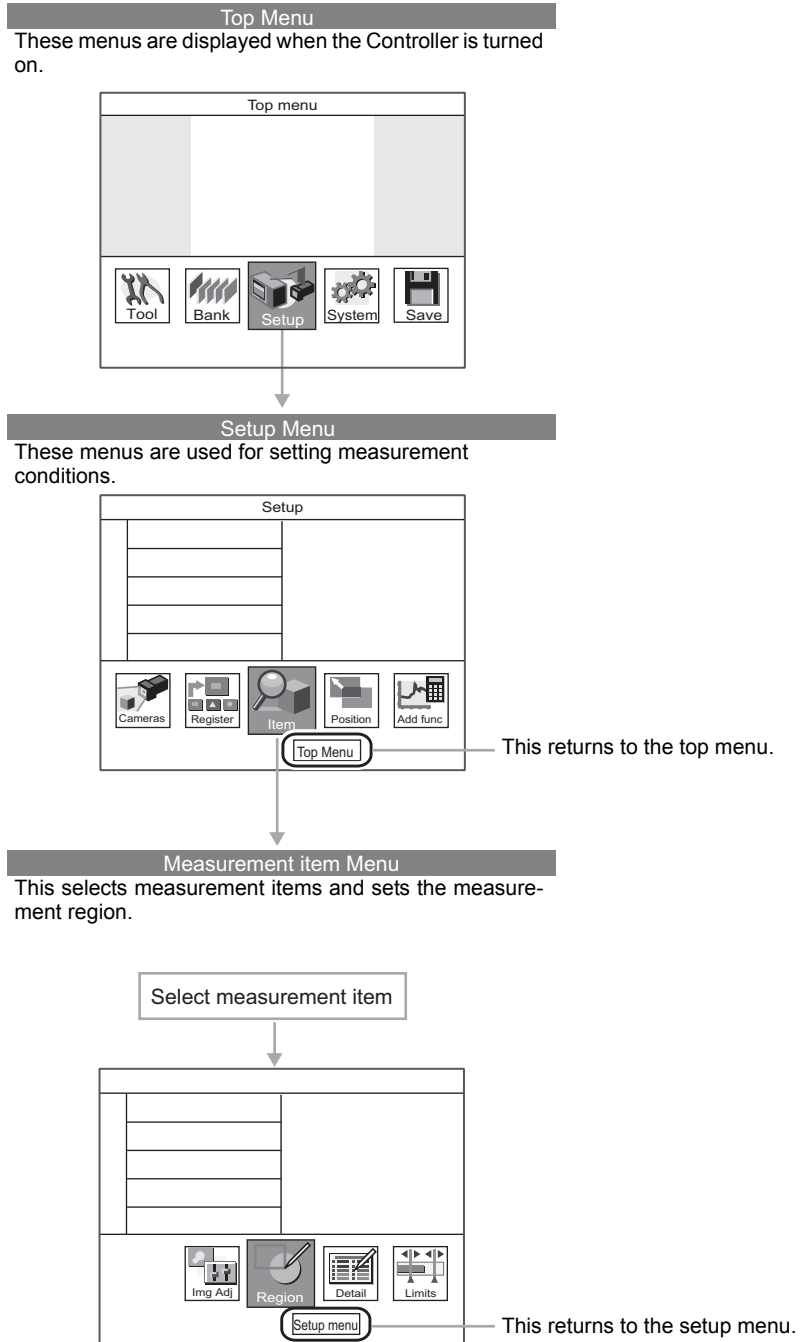 Top Menu
These menus are displayed when the Controller is turned
on.
Top menu
Tool
Bank
Setup
System
Save
Setup Menu
These menus are used for setting measurement
conditions.
Setup
Cameras
Register
Item
Position
Add func
Top Menu
This returns to the top menu.
Measurement item Menu
This selects measurement items and sets the measure-
ment region.
Select measurement item
Img Adj
Region
Detail
Limits
Setup menu
This returns to the setup menu.